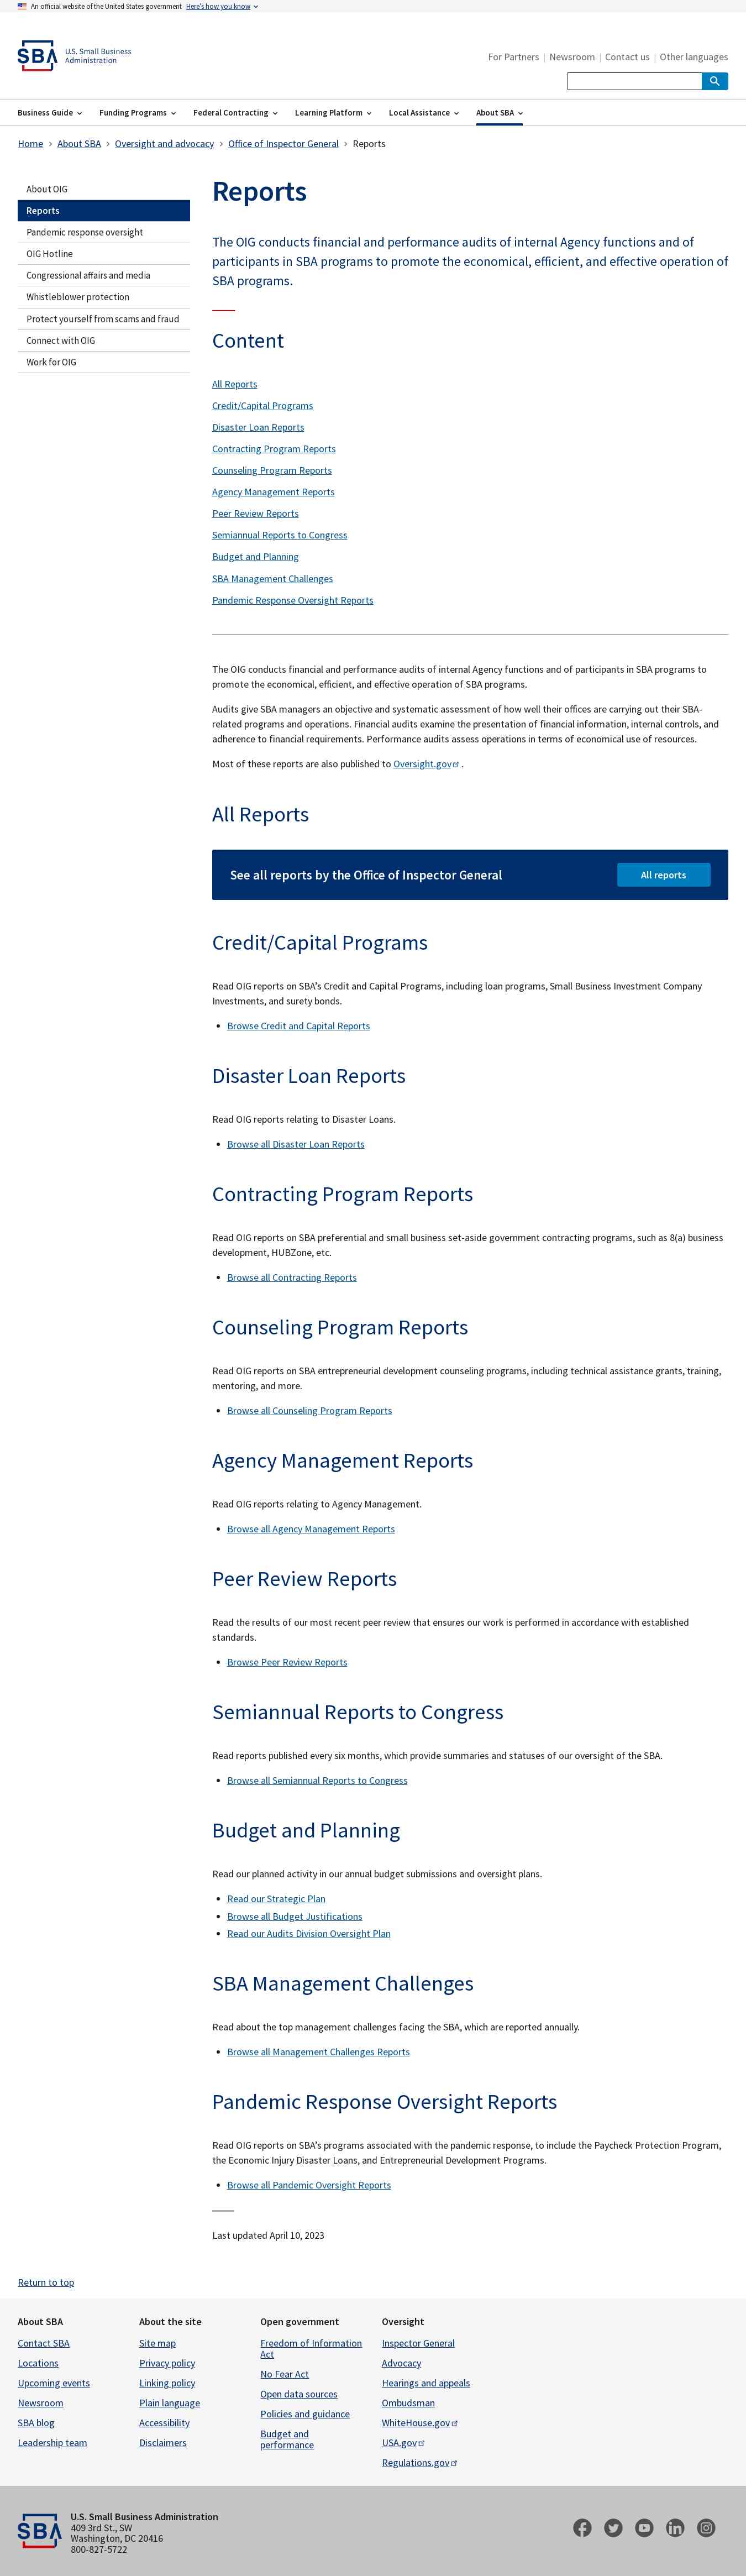 An official website of the United States government Here's how you know
SBA
U.S. Small Business
Administration
For Partners | Newsroom | Contact us | Other languages
Business Guide Funding Programs Federal Contracting Learning Platform Local Assistance About SBA
Home > About SBA > Oversight and advocacy > Office of Inspector General > Reports
About OIG
Reports
Pandemic response oversight
OIG Hotline
Congressional affairs and media
Whistleblower protection
Protect yourself from scams and fraud
Connect with OIG
Work for OIG
Reports
The OIG conducts financial and performance audits of internal Agency functions and of
participants in SBA programs to promote the economical, efficient, and effective operation of
SBA programs.
Content
All Reports
Credit/Capital Programs
Disaster Loan Reports
Contracting Program Reports
Counseling Program Reports
Agency Management Reports
Peer Review Reports
Semiannual Reports to Congress
Budget and Planning
SBA Management Challenges
Pandemic Response Oversight Reports
The OIG conducts financial and performance audits of internal Agency functions and of participants in SBA programs to
promote the economical, efficient, and effective operation of SBA programs.
Audits give SBA managers an objective and systematic assessment of how well their offices are carrying out their SBA-
related programs and operations. Financial audits examine the presentation of financial information, internal controls, and
adherence to financial requirements. Performance audits assess operations in terms of economical use of resources.
Most of these reports are also published to Oversight.gov .
All Reports
See all reports by the Office of Inspector General
All reports
Credit/Capital Programs
Read OIG reports on SBA’s Credit and Capital Programs, including loan programs, Small Business Investment Company
Investments, and surety bonds.
• Browse Credit and Capital Reports
Disaster Loan Reports
Read OIG reports relating to Disaster Loans.
• Browse all Disaster Loan Reports
Contracting Program Reports
Read OIG reports on SBA preferential and small business set-aside government contracting programs, such as 8(a) business
development, HUBZone, etc.
• Browse all Contracting Reports
Counseling Program Reports
Read OIG reports on SBA entrepreneurial development counseling programs, including technical assistance grants, training,
mentoring, and more.
• Browse all Counseling Program Reports
Agency Management Reports
Read OIG reports relating to Agency Management.
• Browse all Agency Management Reports
Peer Review Reports
Read the results of our most recent peer review that ensures our work is performed in accordance with established
standards.
• Browse Peer Review Reports
Semiannual Reports to Congress
Read reports published every six months, which provide summaries and statuses of our oversight of the SBA.
• Browse all Semiannual Reports to Congress
Budget and Planning
Read our planned activity in our annual budget submissions and oversight plans.
• Read our Strategic Plan
• Browse all Budget Justifications
• Read our Audits Division Oversight Plan
SBA Management Challenges
Read about the top management challenges facing the SBA, which are reported annually.
• Browse all Management Challenges Reports
Pandemic Response Oversight Reports
Read OIG reports on SBA’s programs associated with the pandemic response, to include the Paycheck Protection Program,
the Economic Injury Disaster Loans, and Entrepreneurial Development Programs.
• Browse all Pandemic Oversight Reports
Last updated April 10, 2023
Return to top
About SBA
Contact SBA
Locations
Upcoming events
Newsroom
SBA blog
Leadership team
About the site
Site map
Privacy policy
Linking policy
Plain language
Accessibility
Disclaimers
Open government
Freedom of Information
Act
No Fear Act
Open data sources
Policies and guidance
Budget and
performance
Oversight
Inspector General
Advocacy
Hearings and appeals
Ombudsman
WhiteHouse.gov
USA.gov
Regulations.gov
SBA
U.S. Small Business Administration
409 3rd St., SW
Washington, DC 20416
800-827-5722